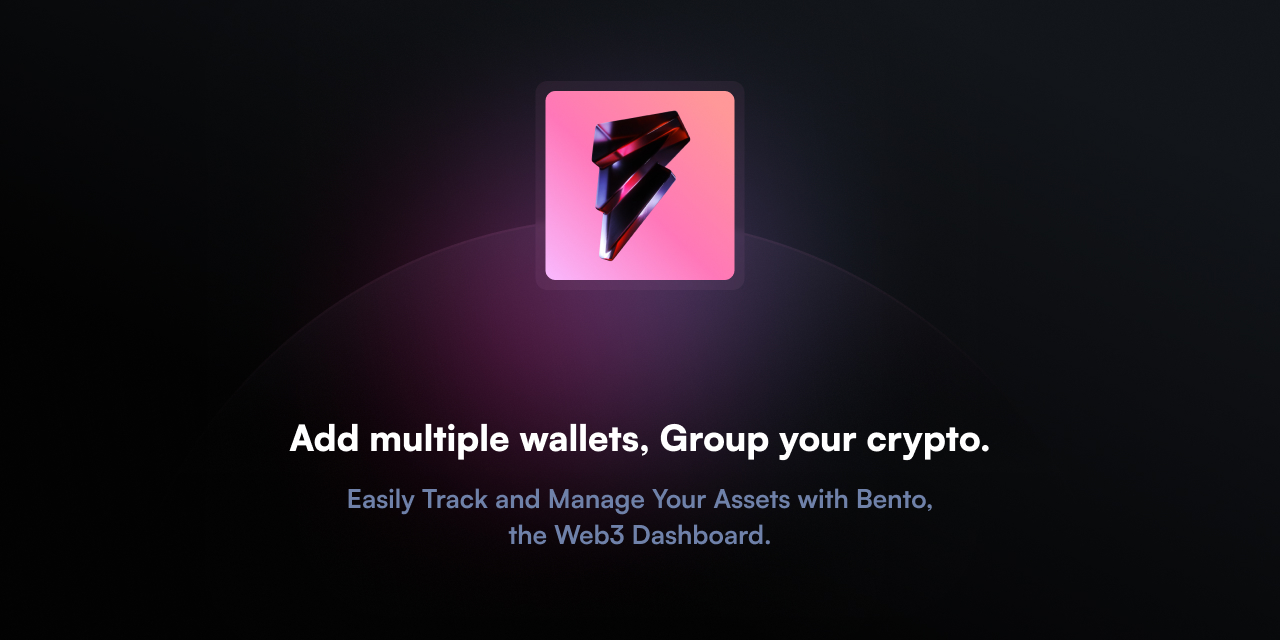 Add multiple wallets, Group your crypto.
Easily Track and Manage Your Assets with Bento,
the Web3 Dashboard.